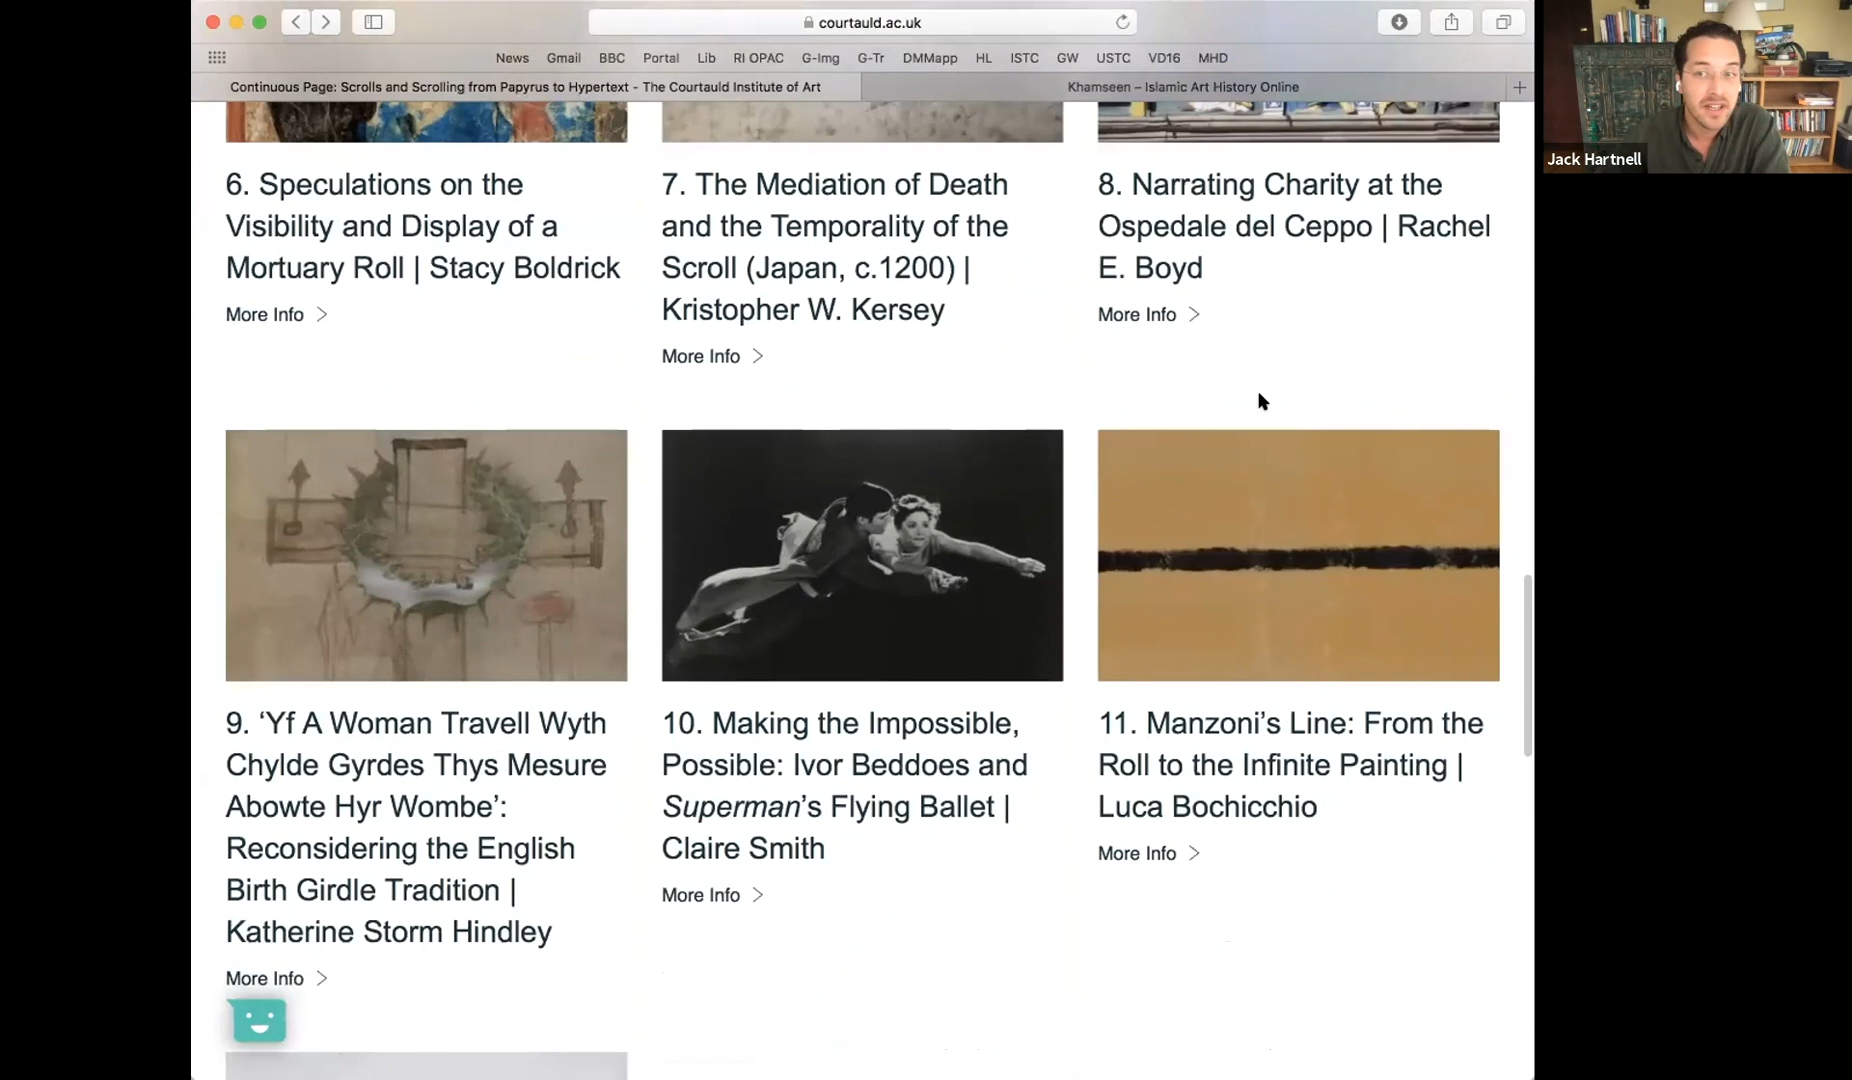 courtauld.ac.uk
News Gmail BBC Portal Lib RI OPAC G-Img G-Tr DMMapp HL ISTC GW USTC VD16 MHD
Continuous Page: Scrolls and Scrolling from Papyrus to Hypertext - The Courtauld Institute of Art
Khamseen – Islamic Art History Online
Jack Hartnell
6. Speculations on the
Visibility and Display of a
Mortuary Roll | Stacy Boldrick
More Info
7. The Mediation of Death
and the Temporality of the
Scroll (Japan, c.1200) |
Kristopher W. Kersey
More Info
8. Narrating Charity at the
Ospedale del Ceppo | Rachel
E. Boyd
More Info
9. ‘Yf A Woman Travell Wyth
Chylde Gyrdes Thys Mesure
Abowte Hyr Wombe’:
Reconsidering the English
Birth Girdle Tradition |
Katherine Storm Hindley
More Info
10. Making the Impossible,
Possible: Ivor Beddoes and
Superman’s Flying Ballet |
Claire Smith
More Info
11. Manzoni’s Line: From the
Roll to the Infinite Painting |
Luca Bochicchio
More Info